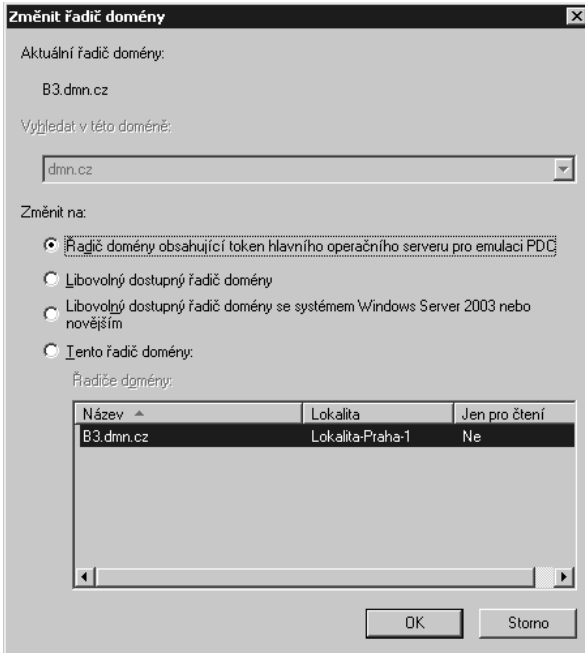 Změnit řadič domény
Aktuální řadič domény:
B3.dmn.cz
Vyhledat v této doméně:
dmn.cz
Změnit na:
Řadič domény obsahující token hlavního operačního serveru pro emulaci PDC
Libovolný dostupný řadič domény
Libovolný dostupný řadič domény se systémem Windows Server 2003 nebo
novějším
Tento řadič domény:
Řadiče domény:
Název Lokalita Jen pro čtení
B3.dmn.cz Lokalita-Praha-1 Ne
OK Storno